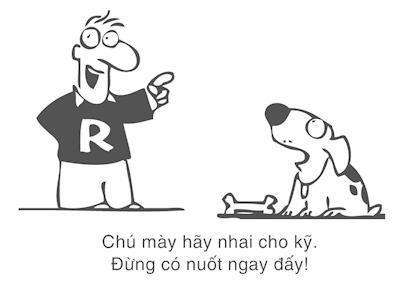 R
Chú mày hãy nhai cho kỹ.
Đừng có nuốt ngay đấy!